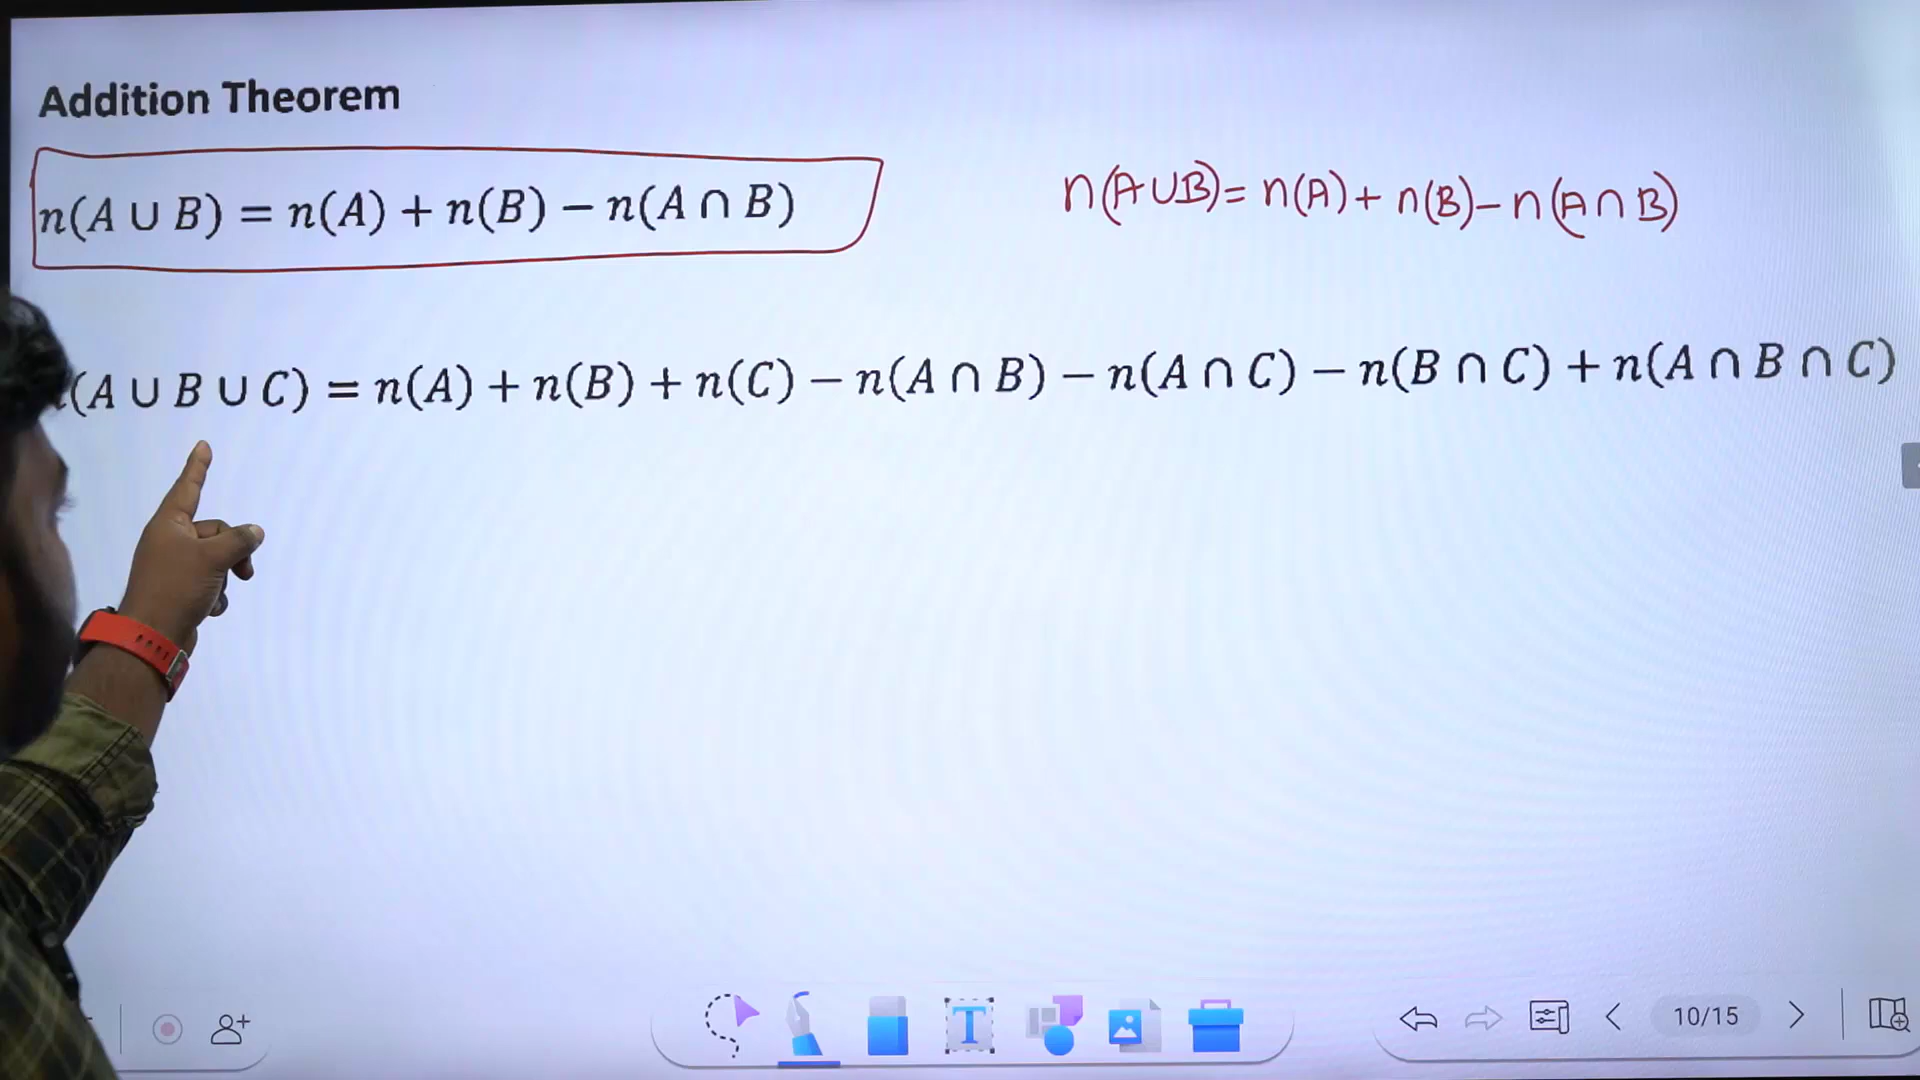 Addition Theorem
n(A ∪ B) = n(A) + n(B) − n(A ∩ B)
n(A∪B)= n(A)+ n(B)− n(A∩B)
(A ∪ B ∪ C) = n(A) + n(B) + n(C) − n(A ∩ B) − n(A ∩ C) − n(B ∩ C) + n(A ∩ B ∩ C)
T
10/15